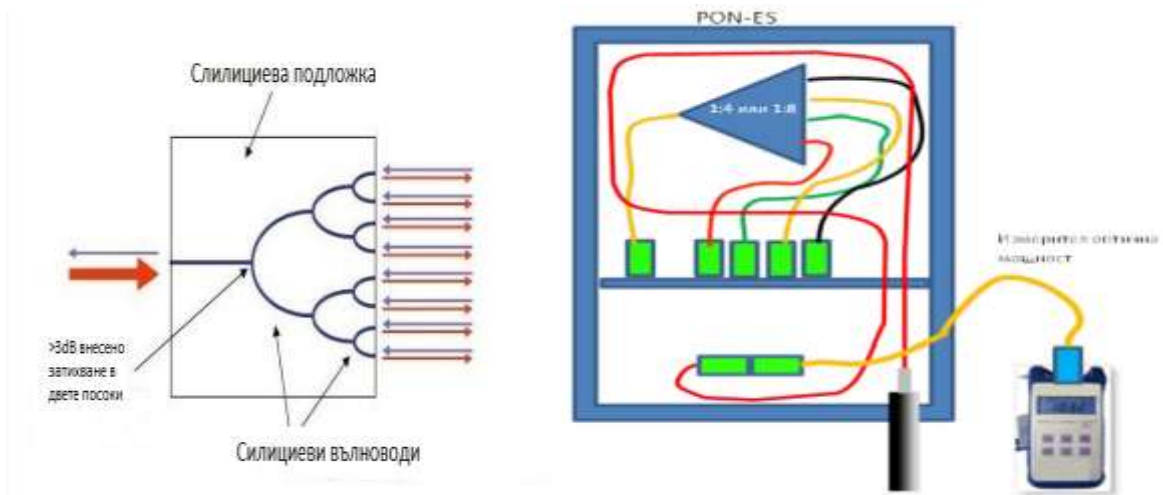 PON-ES
Слилициева подложка
1:4 или 1:8
Измерител оптична
мощност
>3dB внесено
затихване в
двете посоки
Силициеви вълноводи